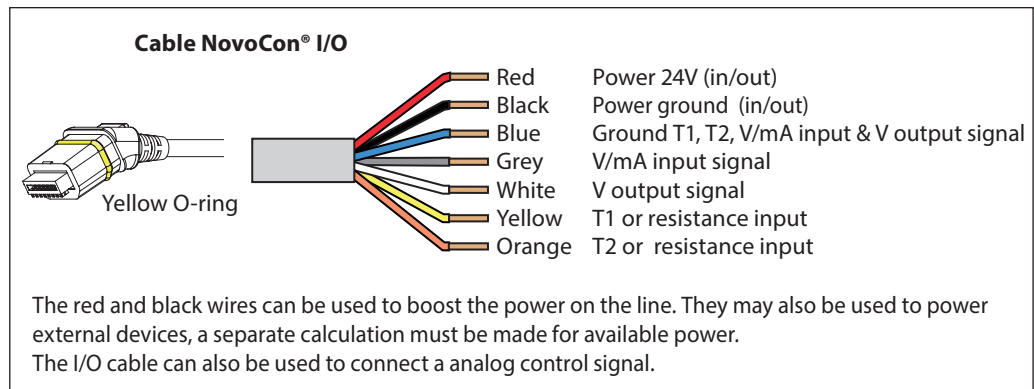 Cable NovoCon® I/O
Red Power 24V (in/out)
Black Power ground (in/out)
Blue Ground T1, T2, V/mA input & V output signal
Grey V/mA input signal
White V output signal
Yellow T1 or resistance input
Orange T2 or resistance input
Yellow O-ring
The red and black wires can be used to boost the power on the line. They may also be used to power
external devices, a separate calculation must be made for available power.
The I/O cable can also be used to connect a analog control signal.